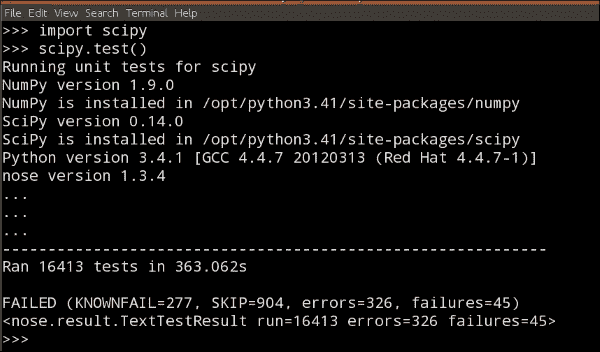 File Edit View Search Terminal Help
>>> import scipy
>>> scipy.test()
Running unit tests for scipy
NumPy version 1.9.0
NumPy is installed in /opt/python3.41/site-packages/numpy
SciPy version 0.14.0
SciPy is installed in /opt/python3.41/site-packages/scipy
Python version 3.4.1 [GCC 4.4.7 20120313 (Red Hat 4.4.7-1)]
nose version 1.3.4
...
...
...
-----------------------------------------------------------
Ran 16413 tests in 363.062s
FAILED (KNOWNFAIL=277, SKIP=904, errors=326, failures=45)
<nose.result.TextTestResult run=16413 errors=326 failures=45>
>>>